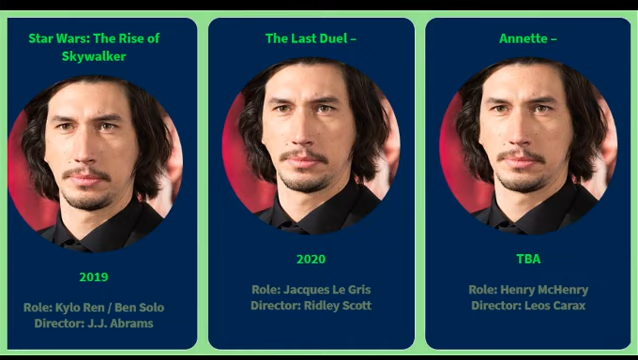 Star Wars: The Rise of
Skywalker
2019
Role: Kylo Ren / Ben Solo
Director: J.J. Abrams
The Last Duel –
2020
Role: Jacques Le Gris
Director: Ridley Scott
Annette –
TBA
Role: Henry McHenry
Director: Leos Carax